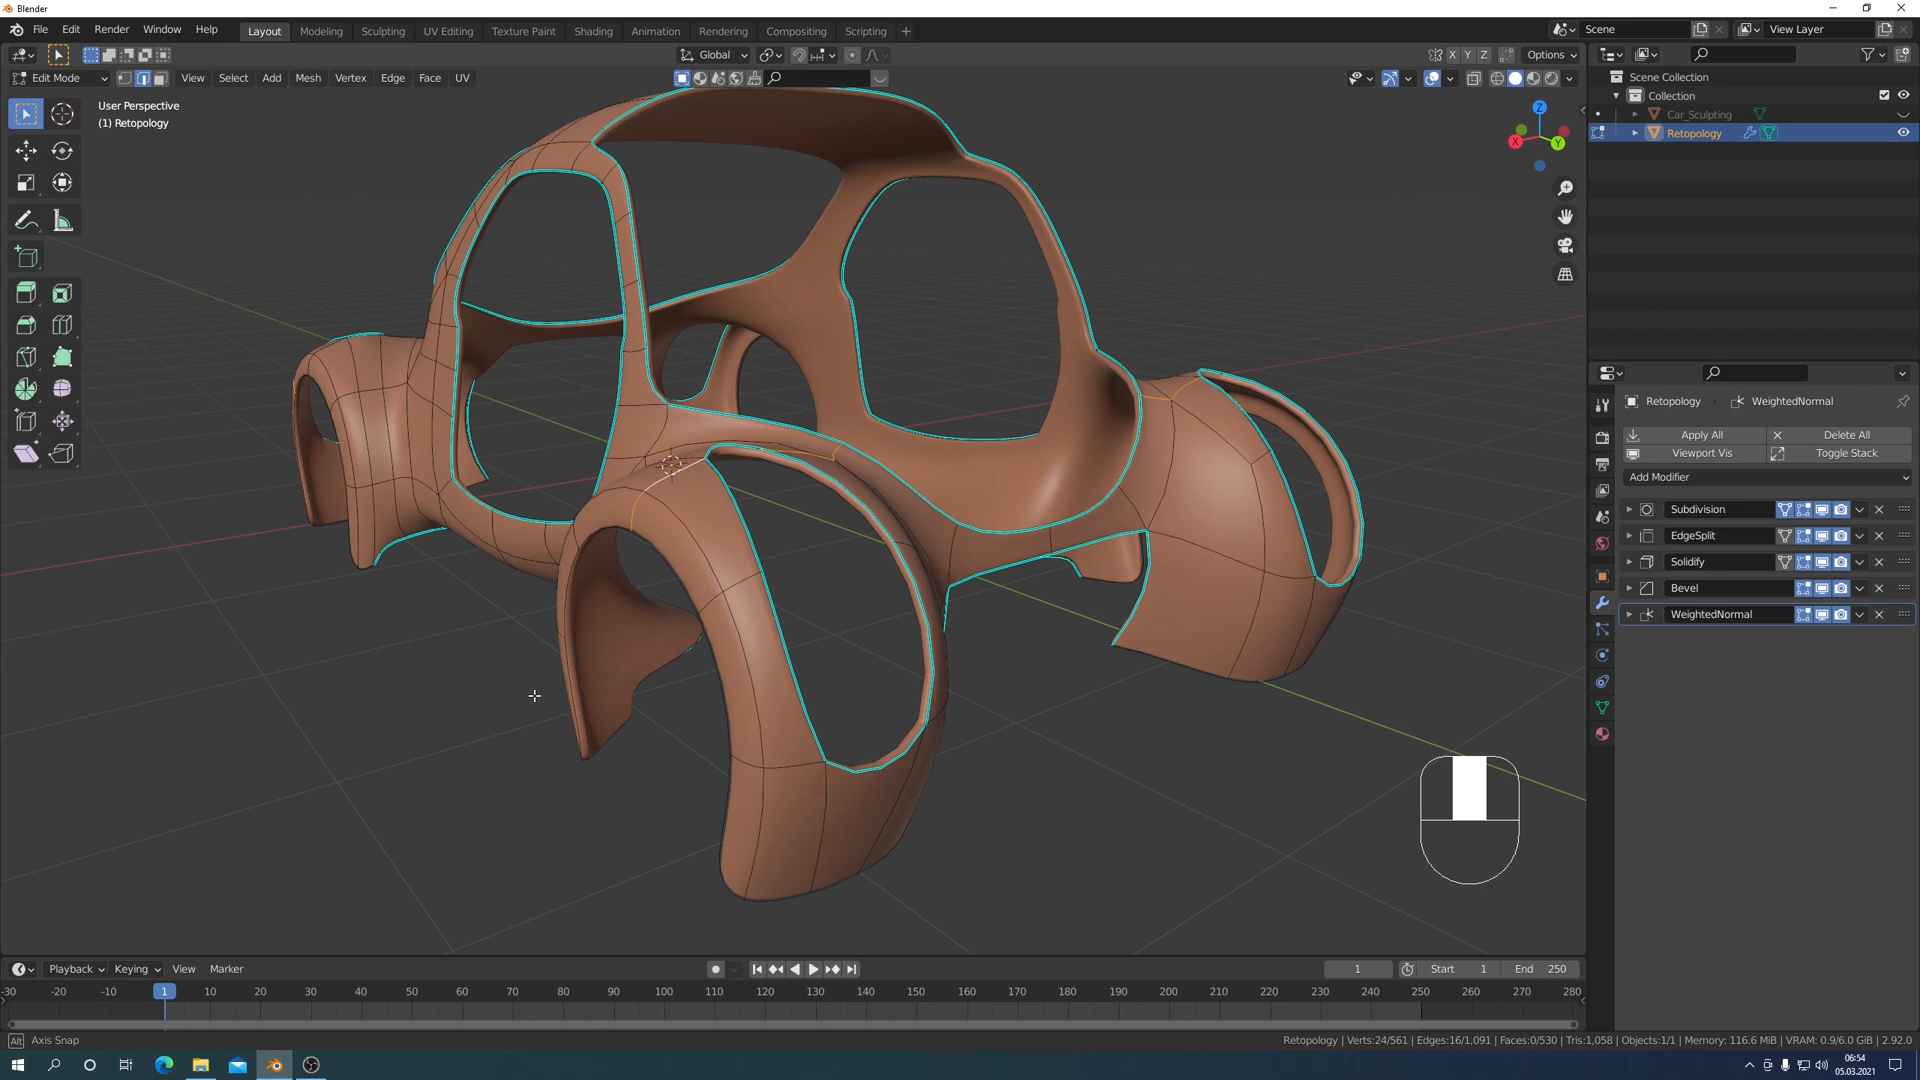 Blender
File Edit Render Window Help Layout Modeling Sculpting UV Editing Texture Paint Shading Animation Rendering Compositing Scripting +
Scene View Layer
Global X Y Z Options
Edit Mode View Select Add Mesh Vertex Edge Face UV
User Perspective
(1) Retopology
Z
X Y
Scene Collection
Collection
Car_Sculpting
Retopology
Retopology WeightedNormal
Apply All Delete All
Viewport Vis Toggle Stack
Add Modifier
Subdivision
EdgeSplit
Solidify
Bevel
WeightedNormal
Playback Keying View Marker 1 Start 1 End 250
-30 -20 -10 1 10 20 30 40 50 60 70 80 90 100 110 120 130 140 150 160 170 180 190 200 210 220 230 240 250 260 270 280
Alt Axis Snap
Retopology | Verts:24/561 | Edges:16/1,091 | Faces:0/530 | Tris:1,058 | Objects:1/1 | Memory: 116.6 MiB | VRAM: 0.9/6.0 GiB | 2.92.0
06:54
05.03.2021